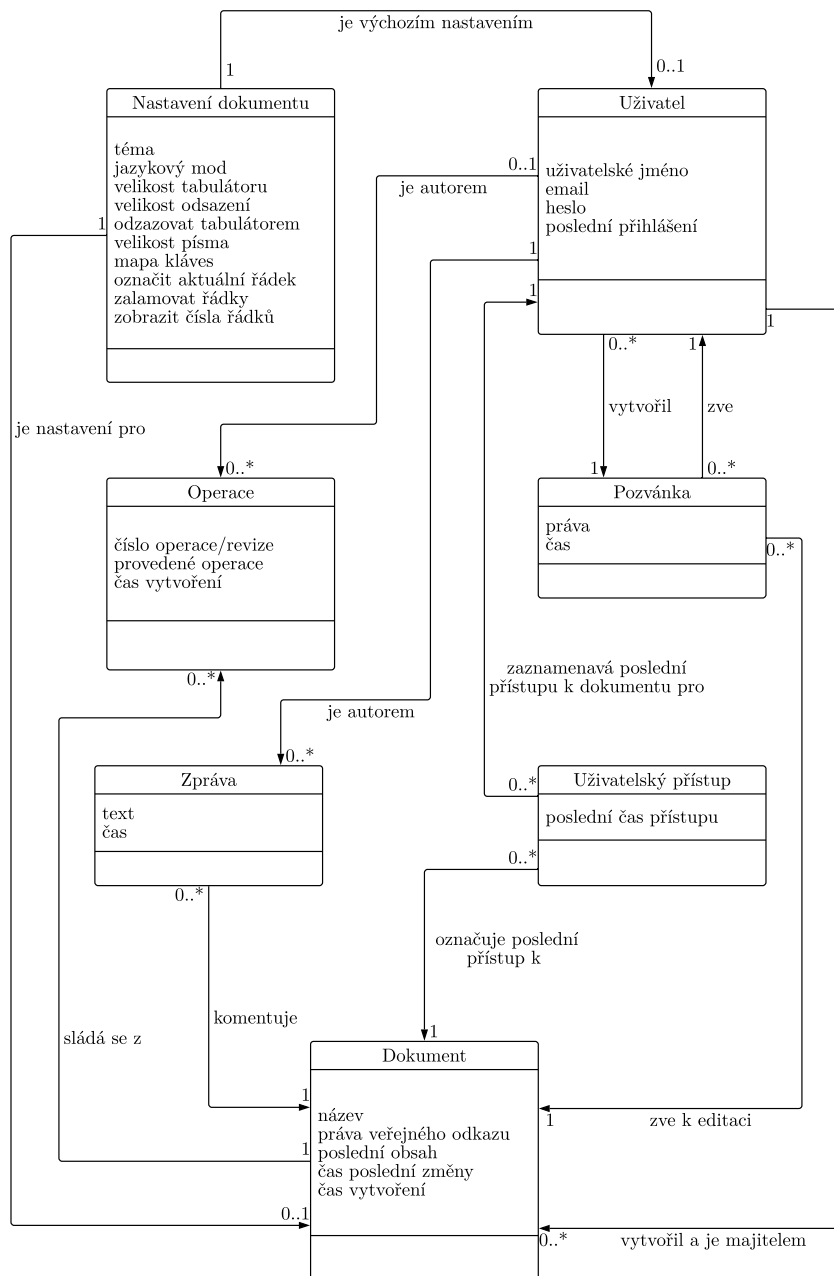 je výchozím nastavením
1
0..1
Nastavení dokumentu
téma
jazykový mod
velikost tabulátoru
velikost odsazení
odzazovat tabulátorem
velikost písma
mapa kláves
označit aktuální řádek
zalamovat řádky
zobrazit čísla řádků
1
Uživatel
uživatelské jméno
email
heslo
poslední přihlášení
0..1
je autorem
1
1
1
0..*
1
vytvořil
zve
je nastavení pro
0..*
1
0..*
Operace
číslo operace/revize
provedené operace
čas vytvoření
Pozvánka
práva
čas
0..*
0..*
zaznamenavá poslední
přístupu k dokumentu pro
je autorem
0..*
Zpráva
text
čas
0..*
Uživatelský přístup
poslední čas přístupu
0..*
0..*
označuje poslední
přístup k
komentuje
sládá se z
1
Dokument
název
práva veřejného odkazu
poslední obsah
čas poslední změny
čas vytvoření
1
1
0..1
1
zve k editaci
0..*
vytvořil a je majitelem